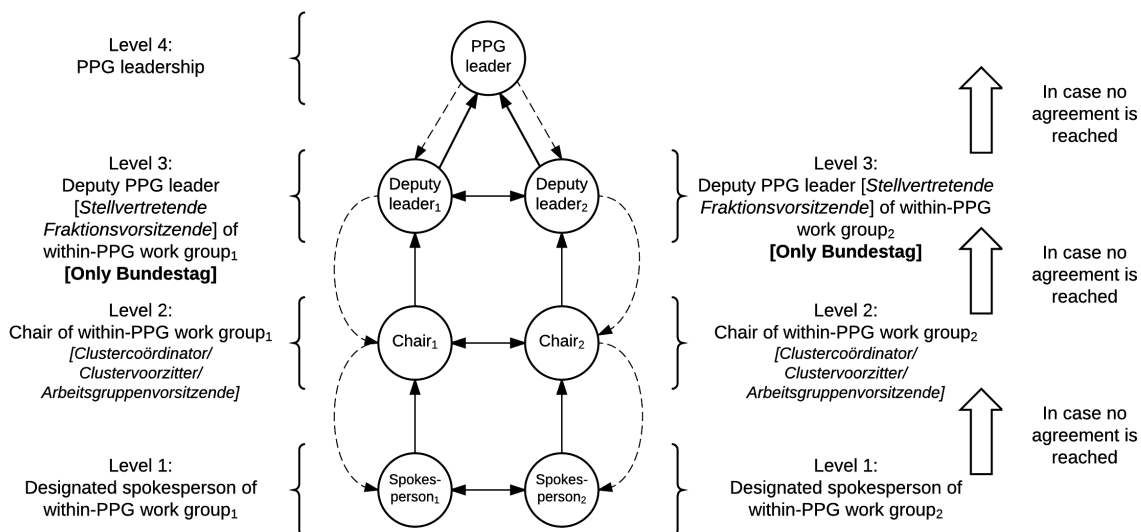 Level 4:
PPG leadership
PPG
leader
In case no
agreement is
reached
Level 3:
Deputy PPG leader
[Stellvertretende
Fraktionsvorsitzende] of
within-PPG work group₁
[Only Bundestag]
Deputy
leader₁
Deputy
leader₂
Level 3:
Deputy PPG leader [Stellvertretende
Fraktionsvorsitzende] of within-PPG
work group₂
[Only Bundestag]
In case no
agreement is
reached
Level 2:
Chair of within-PPG work group₁
[Clustercoördinator/
Clustervoorzitter/
Arbeitsgruppenvorsitzende]
Chair₁
Chair₂
Level 2:
Chair of within-PPG work group₂
[Clustercoördinator/
Clustervoorzitter/
Arbeitsgruppenvorsitzende]
In case no
agreement is
reached
Level 1:
Designated spokesperson of
within-PPG work group₁
Spokes-
person₁
Spokes-
person₂
Level 1:
Designated spokesperson of
within-PPG work group₂